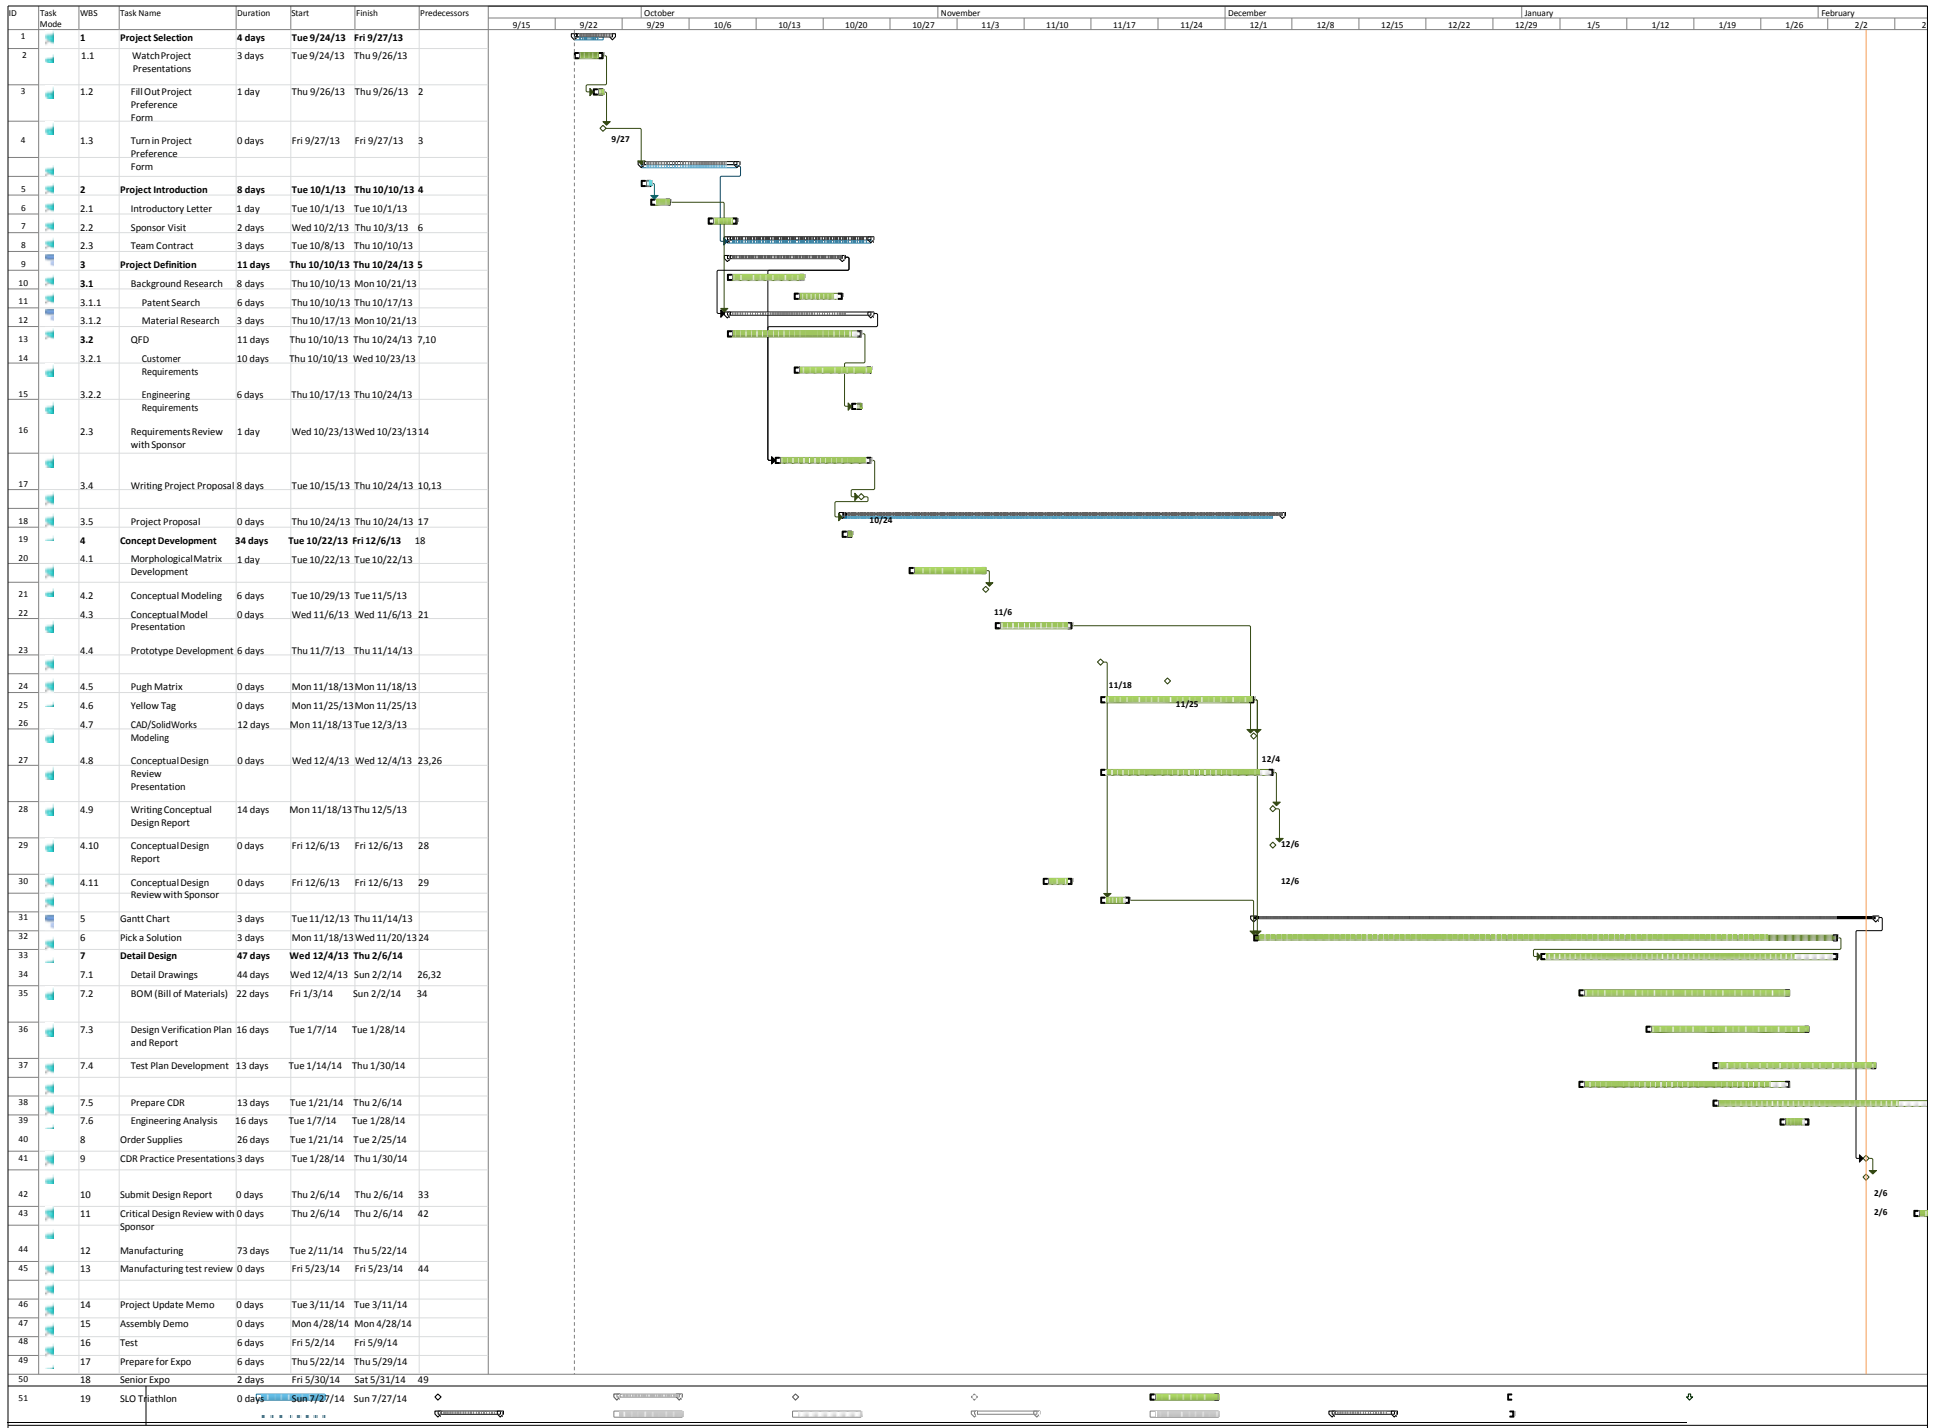 ID Task Mode WBS Task Name Duration Start Finish Predecessors
October November December January February
9/15 9/22 9/29 10/6 10/13 10/20 10/27 11/3 11/10 11/17 11/24 12/1 12/8 12/15 12/22 12/29 1/5 1/12 1/19 1/26 2/2 2
1 1 Project Selection 4 days Tue 9/24/13 Fri 9/27/13
2 1.1 Watch Project Presentations 3 days Tue 9/24/13 Thu 9/26/13
3 1.2 Fill Out Project Preference Form 1 day Thu 9/26/13 Thu 9/26/13 2
4 1.3 Turn in Project Preference Form 0 days Fri 9/27/13 Fri 9/27/13 3
9/27
5 2 Project Introduction 8 days Tue 10/1/13 Thu 10/10/13 4
6 2.1 Introductory Letter 1 day Tue 10/1/13 Tue 10/1/13
7 2.2 Sponsor Visit 2 days Wed 10/2/13 Thu 10/3/13 6
8 2.3 Team Contract 3 days Tue 10/8/13 Thu 10/10/13
9 3 Project Definition 11 days Thu 10/10/13 Thu 10/24/13 5
10 3.1 Background Research 8 days Thu 10/10/13 Mon 10/21/13
11 3.1.1 Patent Search 6 days Thu 10/10/13 Thu 10/17/13
12 3.1.2 Material Research 3 days Thu 10/17/13 Mon 10/21/13
13 3.2 QFD 11 days Thu 10/10/13 Thu 10/24/13 7,10
14 3.2.1 Customer Requirements 10 days Thu 10/10/13 Wed 10/23/13
15 3.2.2 Engineering Requirements 6 days Thu 10/17/13 Thu 10/24/13
16 2.3 Requirements Review with Sponsor 1 day Wed 10/23/13 Wed 10/23/13 14
17 3.4 Writing Project Proposal 8 days Tue 10/15/13 Thu 10/24/13 10,13
18 3.5 Project Proposal 0 days Thu 10/24/13 Thu 10/24/13 17
10/24
19 4 Concept Development 34 days Tue 10/22/13 Fri 12/6/13 18
20 4.1 Morphological Matrix Development 1 day Tue 10/22/13 Tue 10/22/13
21 4.2 Conceptual Modeling 6 days Tue 10/29/13 Tue 11/5/13
22 4.3 Conceptual Model Presentation 0 days Wed 11/6/13 Wed 11/6/13 21
11/6
23 4.4 Prototype Development 6 days Thu 11/7/13 Thu 11/14/13
24 4.5 Pugh Matrix 0 days Mon 11/18/13 Mon 11/18/13
11/18
25 4.6 Yellow Tag 0 days Mon 11/25/13 Mon 11/25/13
11/25
26 4.7 CAD/SolidWorks Modeling 12 days Mon 11/18/13 Tue 12/3/13
27 4.8 Conceptual Design Review Presentation 0 days Wed 12/4/13 Wed 12/4/13 23,26
12/4
28 4.9 Writing Conceptual Design Report 14 days Mon 11/18/13 Thu 12/5/13
29 4.10 Conceptual Design Report 0 days Fri 12/6/13 Fri 12/6/13 28
12/6
30 4.11 Conceptual Design Review with Sponsor 0 days Fri 12/6/13 Fri 12/6/13 29
12/6
31 5 Gantt Chart 3 days Tue 11/12/13 Thu 11/14/13
32 6 Pick a Solution 3 days Mon 11/18/13 Wed 11/20/13 24
33 7 Detail Design 47 days Wed 12/4/13 Thu 2/6/14
34 7.1 Detail Drawings 44 days Wed 12/4/13 Sun 2/2/14 26,32
35 7.2 BOM (Bill of Materials) 22 days Fri 1/3/14 Sun 2/2/14 34
36 7.3 Design Verification Plan and Report 16 days Tue 1/7/14 Tue 1/28/14
37 7.4 Test Plan Development 13 days Tue 1/14/14 Thu 1/30/14
38 7.5 Prepare CDR 13 days Tue 1/21/14 Thu 2/6/14
39 7.6 Engineering Analysis 16 days Tue 1/7/14 Tue 1/28/14
40 8 Order Supplies 26 days Tue 1/21/14 Tue 2/25/14
41 9 CDR Practice Presentations 3 days Tue 1/28/14 Thu 1/30/14
42 10 Submit Design Report 0 days Thu 2/6/14 Thu 2/6/14 33
2/6
43 11 Critical Design Review with Sponsor 0 days Thu 2/6/14 Thu 2/6/14 42
2/6
44 12 Manufacturing 73 days Tue 2/11/14 Thu 5/22/14
45 13 Manufacturing test review 0 days Fri 5/23/14 Fri 5/23/14 44
46 14 Project Update Memo 0 days Tue 3/11/14 Tue 3/11/14
47 15 Assembly Demo 0 days Mon 4/28/14 Mon 4/28/14
48 16 Test 6 days Fri 5/2/14 Fri 5/9/14
49 17 Prepare for Expo 6 days Thu 5/22/14 Thu 5/29/14
50 18 Senior Expo 2 days Fri 5/30/14 Sat 5/31/14 49
51 19 SLO Triathlon 0 days Sun 7/27/14 Sun 7/27/14